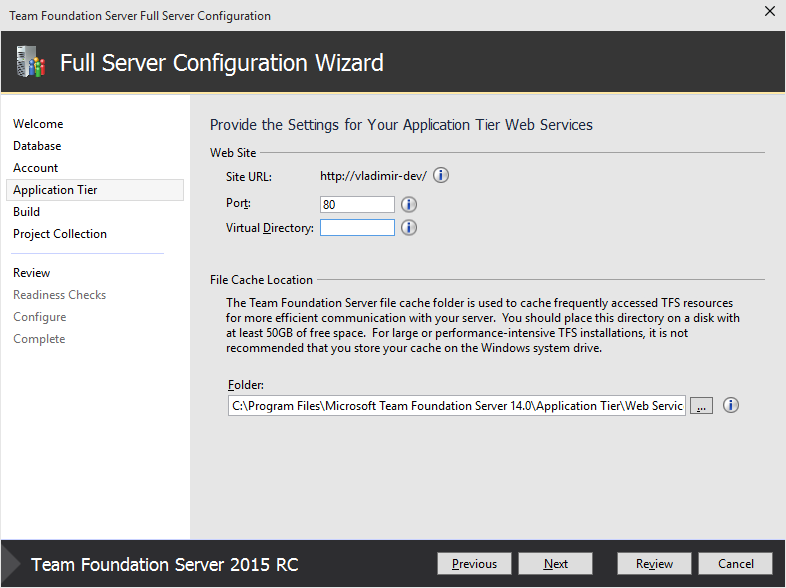 Team Foundation Server Full Server Configuration
Full Server Configuration Wizard
Welcome
Database
Account
Application Tier
Build
Project Collection
Review
Readiness Checks
Configure
Complete
Provide the Settings for Your Application Tier Web Services
Web Site
Site URL: http://vladimir-dev/
Port: 80
Virtual Directory:
File Cache Location
The Team Foundation Server file cache folder is used to cache frequently accessed TFS resources
for more efficient communication with your server. You should place this directory on a disk with
at least 50GB of free space. For large or performance-intensive TFS installations, it is not
recommended that you store your cache on the Windows system drive.
Folder:
C:\Program Files\Microsoft Team Foundation Server 14.0\Application Tier\Web Servic ...
Team Foundation Server 2015 RC
Previous Next Review Cancel